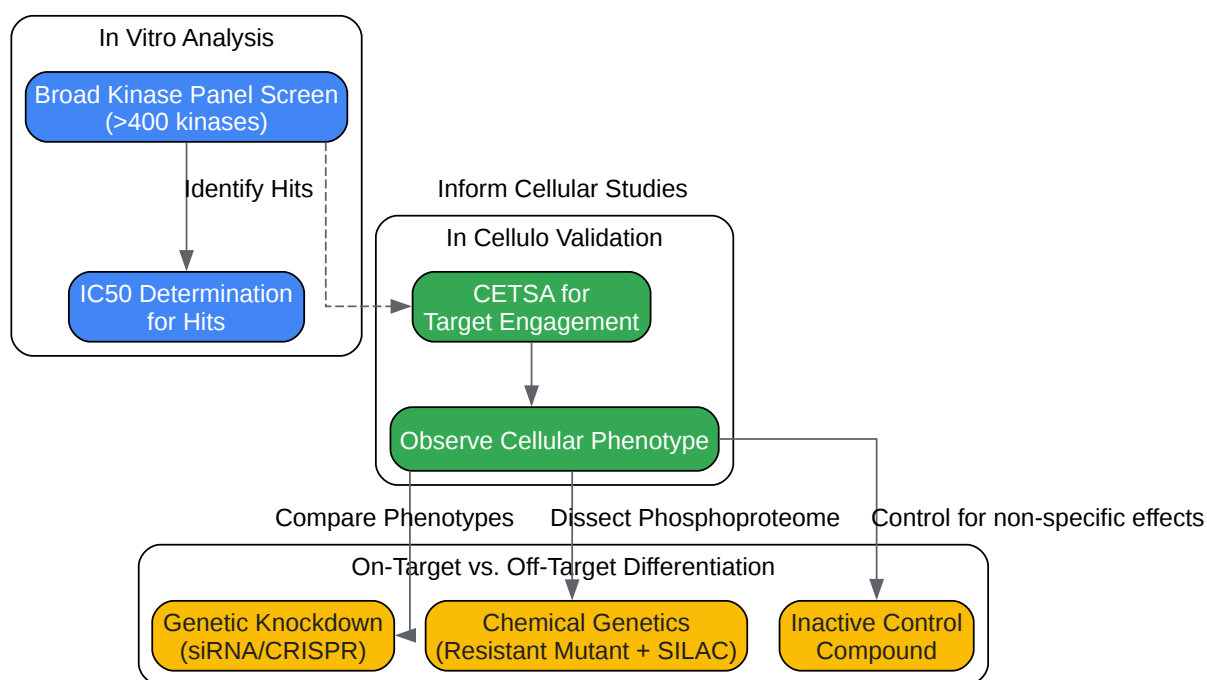 In Vitro Analysis
Broad Kinase Panel Screen
(>400 kinases)
Identify Hits
Inform Cellular Studies
In Cellulo Validation
IC50 Determination
for Hits
CETSA for
Target Engagement
Observe Cellular Phenotype
Compare Phenotypes
Dissect Phosphoproteome
Control for non-specific effects
On-Target vs. Off-Target Differentiation
Genetic Knockdown
(siRNA/CRISPR)
Chemical Genetics
(Resistant Mutant + SILAC)
Inactive Control
Compound